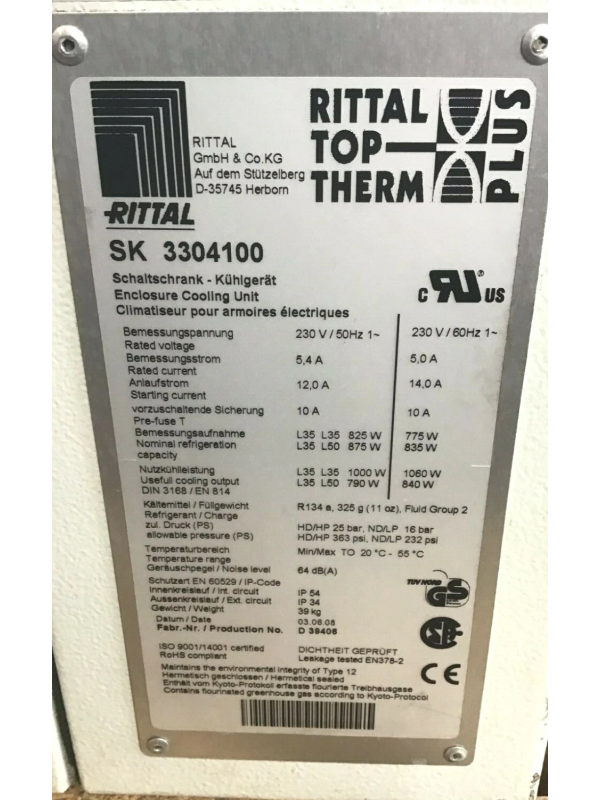 RITTAL
GmbH & Co.KG
Auf dem Stützelberg
D-35745 Herborn
RITTAL
TOP
THERM
PLUS
RITTAL
SK 3304100
Schaltschrank - Kühlgerät
Enclosure Cooling Unit
Climatiseur pour armoires électriques
C UR ® US
Bemessungspannung 230 V / 50Hz 1~ 230 V / 60Hz 1~
Rated voltage
Bemessungsstrom 5,4 A 5,0 A
Rated current
Anlaufstrom 12,0 A 14,0 A
Starting current
vorzuschaltende Sicherung 10 A 10 A
Pre-fuse T
Bemessungsaufnahme L35 L35 825 W 775 W
Nominal refrigeration L35 L50 875 W 835 W
capacity
Nutzkühlleistung L35 L35 1000 W 1060 W
Usefull cooling output L35 L50 790 W 840 W
DIN 3168 / EN 814
Kältemittel / Füllgewicht R134 a, 325 g (11 oz), Fluid Group 2
Refrigerant / Charge
zul. Druck (PS) HD/HP 25 bar, ND/LP 16 bar
allowable pressure (PS) HD/HP 363 psi, ND/LP 232 psi
Temperaturbereich Min/Max TO 20 °C - 55 °C
Temperature range
Geräuschpegel / Noise level 64 dB(A)
Schutzart EN 60529 / IP-Code
Innenkreislauf / Int. circuit IP 54
Aussenkreislauf / Ext. circuit IP 34
Gewicht / Weight 39 kg
Datum / Date 03.06.08
Fabr.-Nr. / Production No. D 39406
TÜV NORD
GS
ISO 9001/14001 certified DICHTHEIT GEPRÜFT
RoHS compliant Leakage tested EN378-2
CE
Maintains the environmental integrity of Type 12
Hermetisch geschlossen / Hermetical sealed
Enthält vom Kyoto-Protokoll erfasste flourierte Treibhausgase
Contains flourinated greenhouse gas according to Kyoto-Protocol